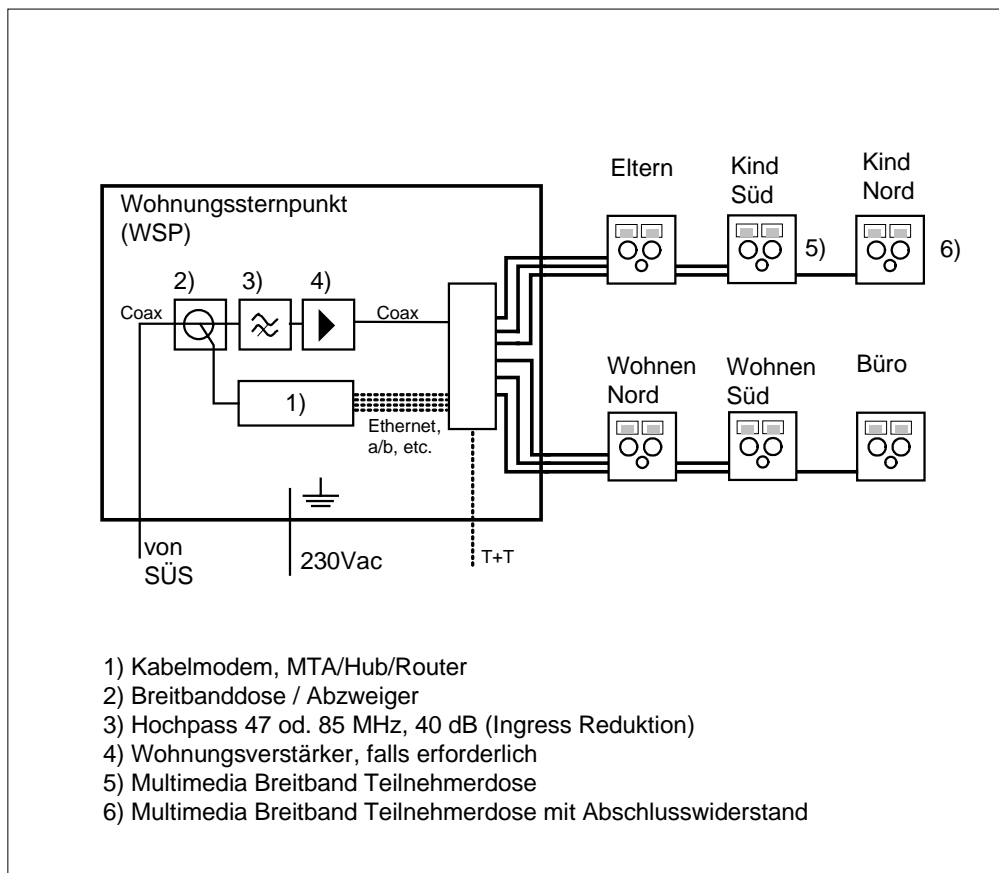 Eltern
Kind
Süd
Kind
Nord
5)
6)
Wohnungssternpunkt
(WSP)
2)
3)
4)
Coax
Coax
1)
Ethernet,
a/b, etc.
Wohnen
Nord
Wohnen
Süd
Büro
von
SÜS
230Vac
T+T
1) Kabelmodem, MTA/Hub/Router
2) Breitbanddose / Abzweiger
3) Hochpass 47 od. 85 MHz, 40 dB (Ingress Reduktion)
4) Wohnungsverstärker, falls erforderlich
5) Multimedia Breitband Teilnehmerdose
6) Multimedia Breitband Teilnehmerdose mit Abschlusswiderstand